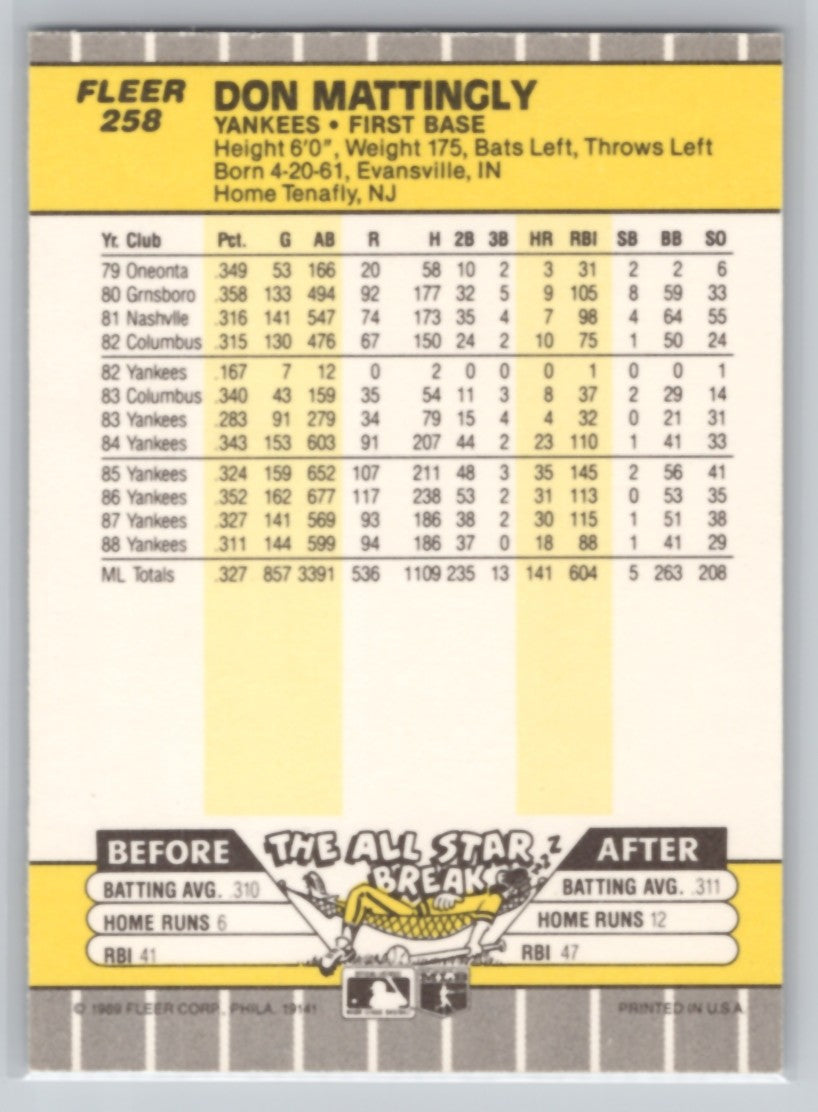 FLEER
258
DON MATTINGLY
YANKEES • FIRST BASE
Height 6'0", Weight 175, Bats Left, Throws Left
Born 4-20-61, Evansville, IN
Home Tenafly, NJ
Yr. Club Pct. G AB R H 2B 3B HR RBI SB BB SO
79 Oneonta .349 53 166 20 58 10 2 3 31 2 2 6
80 Grnsboro .358 133 494 92 177 32 5 9 105 8 59 33
81 Nashvlle .316 141 547 74 173 35 4 7 98 4 64 55
82 Columbus .315 130 476 67 150 24 2 10 75 1 50 24
82 Yankees .167 7 12 0 2 0 0 0 1 0 0 1
83 Columbus .340 43 159 35 54 11 3 8 37 2 29 14
83 Yankees .283 91 279 34 79 15 4 4 32 0 21 31
84 Yankees .343 153 603 91 207 44 2 23 110 1 41 33
85 Yankees .324 159 652 107 211 48 3 35 145 2 56 41
86 Yankees .352 162 677 117 238 53 2 31 113 0 53 35
87 Yankees .327 141 569 93 186 38 2 30 115 1 51 38
88 Yankees .311 144 599 94 186 37 0 18 88 1 41 29
ML Totals .327 857 3391 536 1109 235 13 141 604 5 263 208
BEFORE THE ALL STAR BREAK ZZZ AFTER
BATTING AVG. .310 BATTING AVG. .311
HOME RUNS 6 HOME RUNS 12
RBI 41 RBI 47
© 1989 FLEER CORP., PHILA. 19141 PRINTED IN U.S.A.